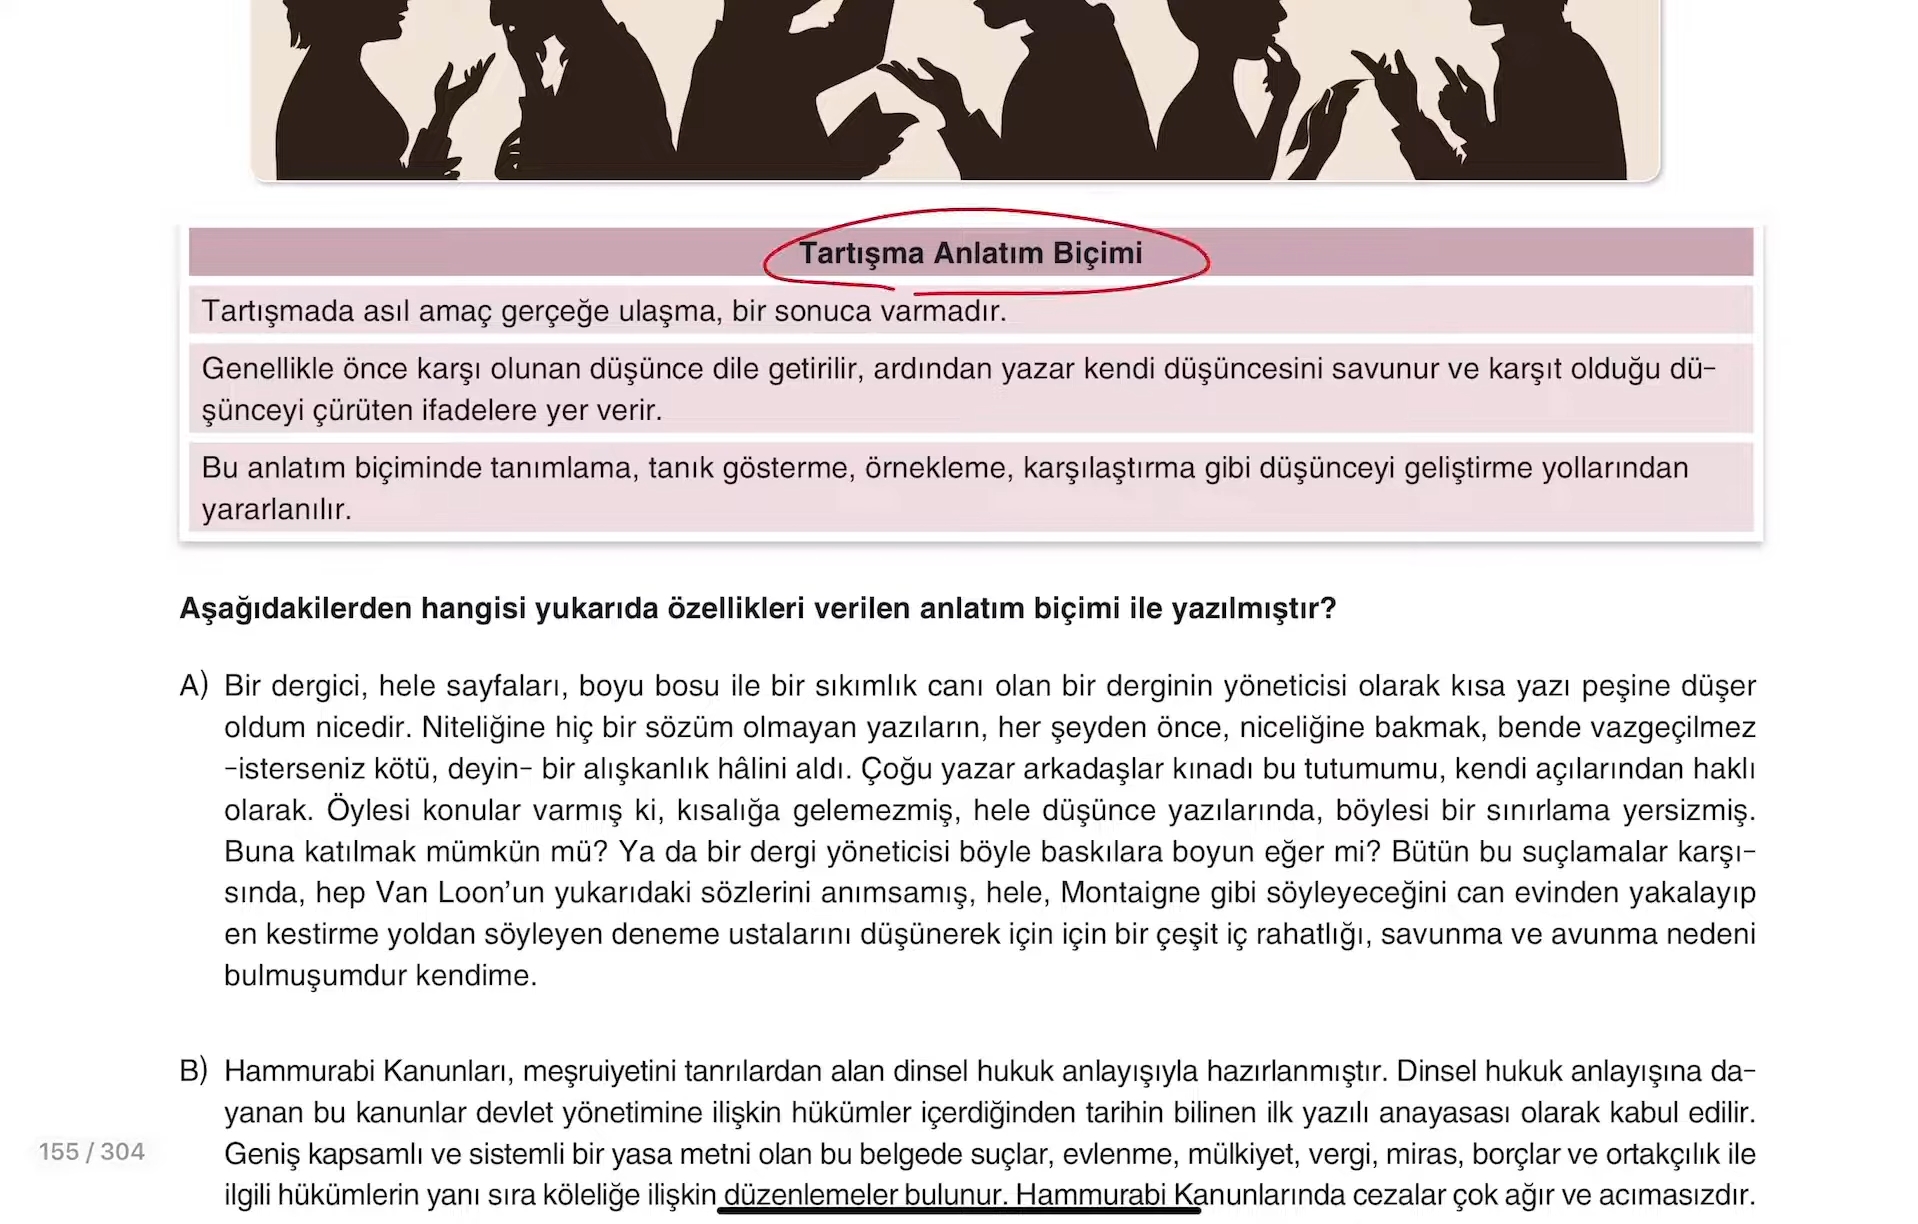 Tartışma Anlatım Biçimi
Tartışmada asıl amaç gerçeğe ulaşma, bir sonuca varmadır.
Genellikle önce karşı olunan düşünce dile getirilir, ardından yazar kendi düşüncesini savunur ve karşıt olduğu dü-
şünceyi çürüten ifadelere yer verir.
Bu anlatım biçiminde tanımlama, tanık gösterme, örnekleme, karşılaştırma gibi düşünceyi geliştirme yollarından
yararlanılır.
Aşağıdakilerden hangisi yukarıda özellikleri verilen anlatım biçimi ile yazılmıştır?
A) Bir dergici, hele sayfaları, boyu bosu ile bir sıkımlık canı olan bir derginin yöneticisi olarak kısa yazı peşine düşer
oldum nicedir. Niteliğine hiç bir sözüm olmayan yazıların, her şeyden önce, niceliğine bakmak, bende vazgeçilmez
-isterseniz kötü, deyin- bir alışkanlık hâlini aldı. Çoğu yazar arkadaşlar kınadı bu tutumumu, kendi açılarından haklı
olarak. Öylesi konular varmış ki, kısalığa gelemezmiş, hele düşünce yazılarında, böylesi bir sınırlama yersizmiş.
Buna katılmak mümkün mü? Ya da bir dergi yöneticisi böyle baskılara boyun eğer mi? Bütün bu suçlamalar karşı-
sında, hep Van Loon’un yukarıdaki sözlerini anımsamış, hele, Montaigne gibi söyleyeceğini can evinden yakalayıp
en kestirme yoldan söyleyen deneme ustalarını düşünerek için için bir çeşit iç rahatlığı, savunma ve avunma nedeni
bulmuşumdur kendime.
B) Hammurabi Kanunları, meşruiyetini tanrılardan alan dinsel hukuk anlayışıyla hazırlanmıştır. Dinsel hukuk anlayışına da-
yanan bu kanunlar devlet yönetimine ilişkin hükümler içerdiğinden tarihin bilinen ilk yazılı anayasası olarak kabul edilir.
155 / 304
Geniş kapsamlı ve sistemli bir yasa metni olan bu belgede suçlar, evlenme, mülkiyet, vergi, miras, borçlar ve ortakçılık ile
ilgili hükümlerin yanı sıra köleliğe ilişkin düzenlemeler bulunur. Hammurabi Kanunlarında cezalar çok ağır ve acımasızdır.